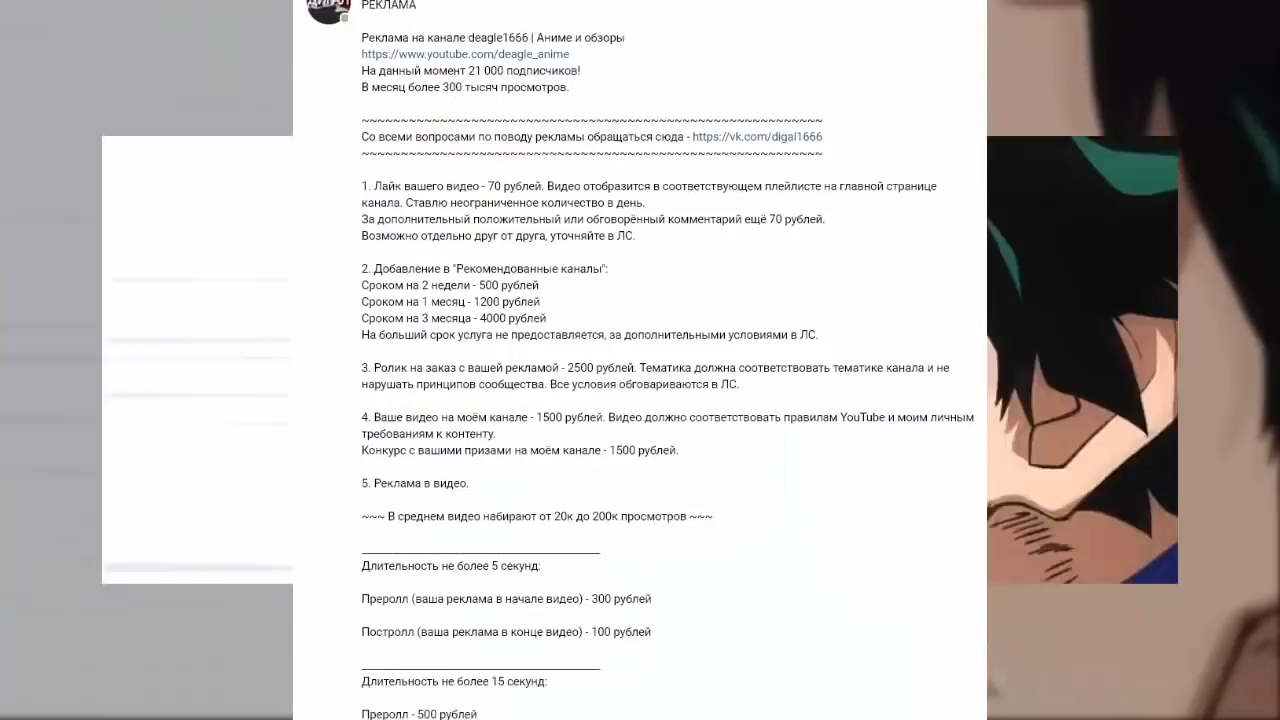 РЕКЛАМА
Реклама на канале deagle1666 | Аниме и обзоры
https://www.youtube.com/deagle_anime
На данный момент 21 000 подписчиков!
В месяц более 300 тысяч просмотров.
~~~~~~~~~~~~~~~~~~~~~~~~~~~~~~~~~~~~~~~~~~~~~~~~~~~~~~~~~~
Со всеми вопросами по поводу рекламы обращаться сюда - https://vk.com/digal1666
~~~~~~~~~~~~~~~~~~~~~~~~~~~~~~~~~~~~~~~~~~~~~~~~~~~~~~~~~~
1. Лайк вашего видео - 70 рублей. Видео отобразится в соответствующем плейлисте на главной странице
канала. Ставлю неограниченное количество в день.
За дополнительный положительный или обговорённый комментарий ещё 70 рублей.
Возможно отдельно друг от друга, уточняйте в ЛС.
2. Добавление в "Рекомендованные каналы":
Сроком на 2 недели - 500 рублей
Сроком на 1 месяц - 1200 рублей
Сроком на 3 месяца - 4000 рублей
На больший срок услуга не предоставляется, за дополнительными условиями в ЛС.
3. Ролик на заказ с вашей рекламой - 2500 рублей. Тематика должна соответствовать тематике канала и не
нарушать принципов сообщества. Все условия обговариваются в ЛС.
4. Ваше видео на моём канале - 1500 рублей. Видео должно соответствовать правилам YouTube и моим личным
требованиям к контенту.
Конкурс с вашими призами на моём канале - 1500 рублей.
5. Реклама в видео.
~~~ В среднем видео набирают от 20к до 200к просмотров ~~~
________________________________________
Длительность не более 5 секунд:
Преролл (ваша реклама в начале видео) - 300 рублей
Постролл (ваша реклама в конце видео) - 100 рублей
________________________________________
Длительность не более 15 секунд:
Преролл - 500 рублей